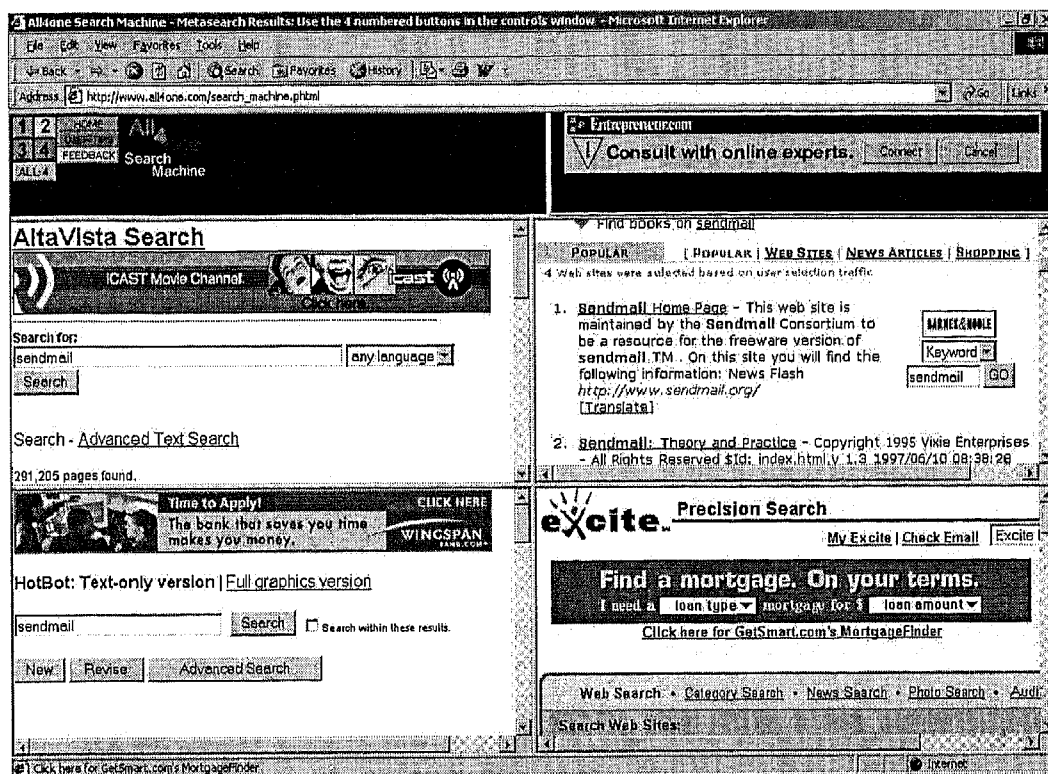 All4one Search Machine - Metasearch Results: Use the 4 numbered buttons in the controls window - Microsoft Internet Explorer
File Edit View Favorites Tools Help
Back Search Favorites History
Address http://www.all4one.com/search_machine.phtml Go Links
1 2 HOME
3 4 FEEDBACK
ALL 4
All 4
Search
Machine
Entrepreneur.com
Consult with online experts. Connect Cancel
AltaVista Search
ICAST Movie Channel. icast
Click here.
Search for:
sendmail any language
Search
Search - Advanced Text Search
291,205 pages found.
Find books on sendmail
POPULAR [ POPULAR | WEB SITES | NEWS ARTICLES | SHOPPING ]
4 Web sites were selected based on user selection traffic
1. Sendmail Home Page - This web site is
maintained by the Sendmail Consortium to
be a resource for the freeware version of
sendmail TM . On this site you will find the
following information: News Flash
http://www.sendmail.org/
[Translate]
BARNES&NOBLE
Keyword
sendmail GO
2. Sendmail: Theory and Practice - Copyright 1995 Vixie Enterprises
- All Rights Reserved $Id: index.html,v 1.3 1997/06/10 08:38:28
Time to Apply! CLICK HERE
The bank that saves you time
makes you money.
WINGSPAN
BANK.COM
HotBot: Text-only version | Full graphics version
sendmail Search Search within these results.
New Revise Advanced Search
excite Precision Search
My Excite | Check Email Excite
Find a mortgage. On your terms.
I need a loan type mortgage for $ loan amount
Click here for GetSmart.com's MortgageFinder
Web Search • Category Search • News Search • Photo Search • Audi
Search Web Sites:
Click here for GetSmart.com's MortgageFinder Internet